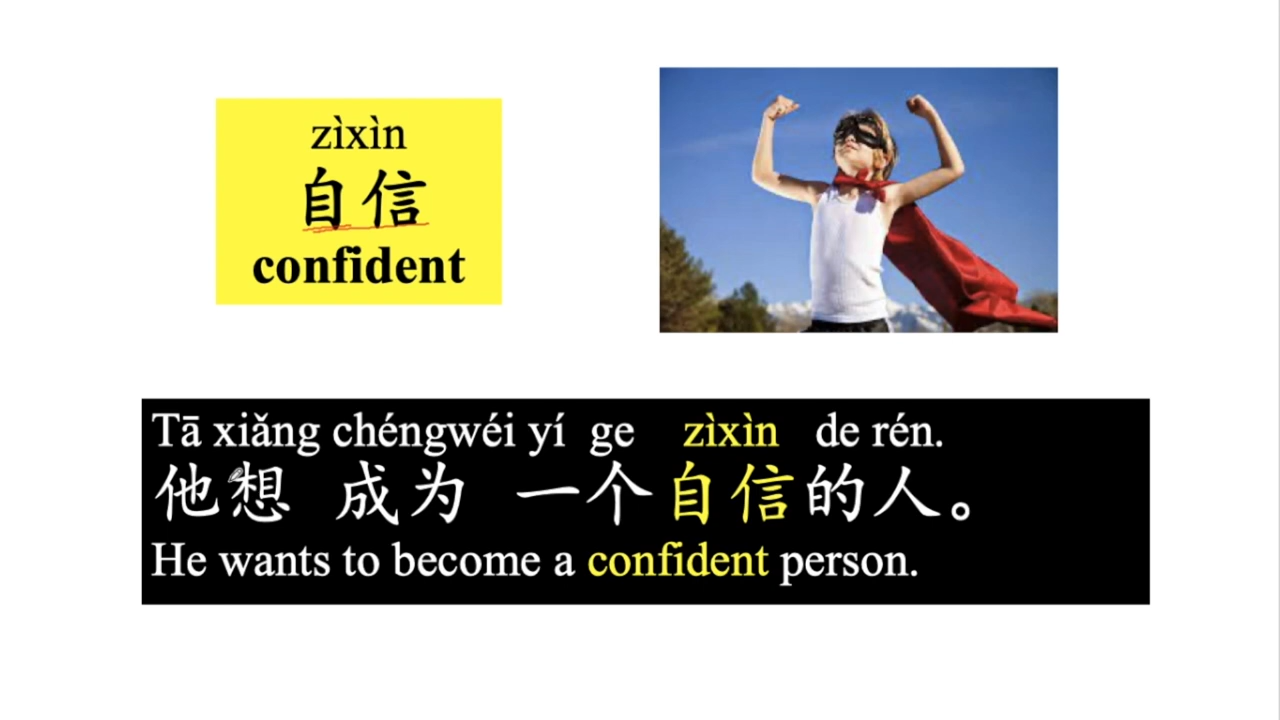 zìxìn
自信
confident
Tā xiǎng chéngwéi yí ge zìxìn de rén.
他想 成为 一个自信的人。
He wants to become a confident person.